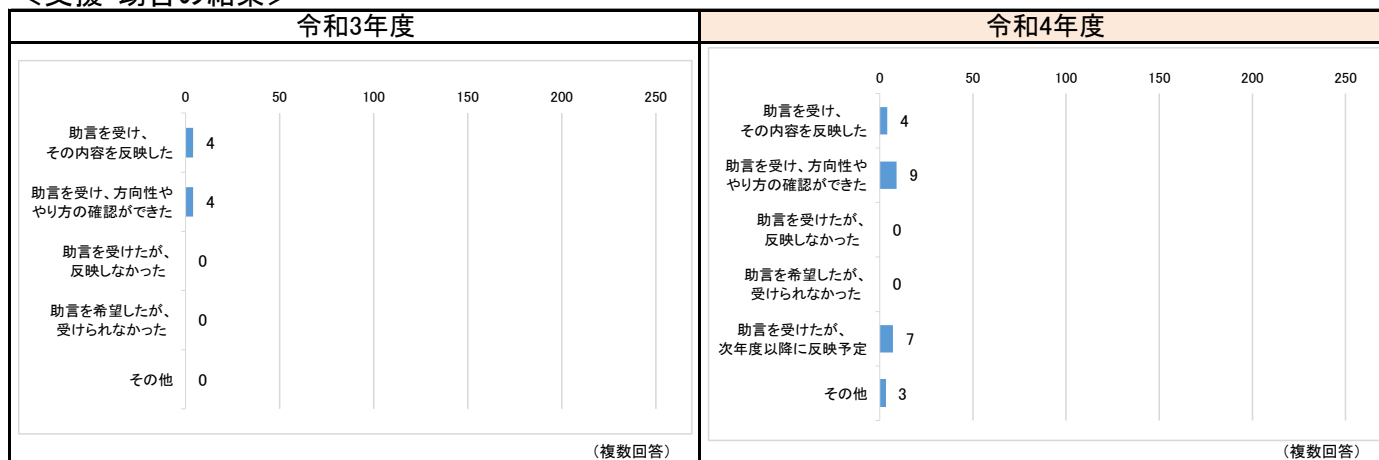 ＜支援・助言の結果＞
令和3年度
0 50 100 150 200 250
助言を受け、
その内容を反映した 4
助言を受け、方向性や
やり方の確認ができた 4
助言を受けたが、
反映しなかった 0
助言を希望したが、
受けられなかった 0
その他 0
（複数回答）
令和4年度
0 50 100 150 200 250
助言を受け、
その内容を反映した 4
助言を受け、方向性や
やり方の確認ができた 9
助言を受けたが、
反映しなかった 0
助言を希望したが、
受けられなかった 0
助言を受けたが、
次年度以降に反映予定 7
その他 3
（複数回答）